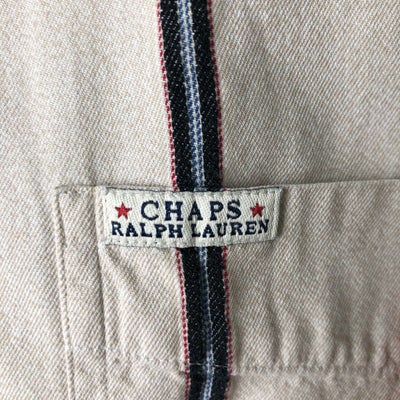 ★ CHAPS ★
RALPH LAUREN